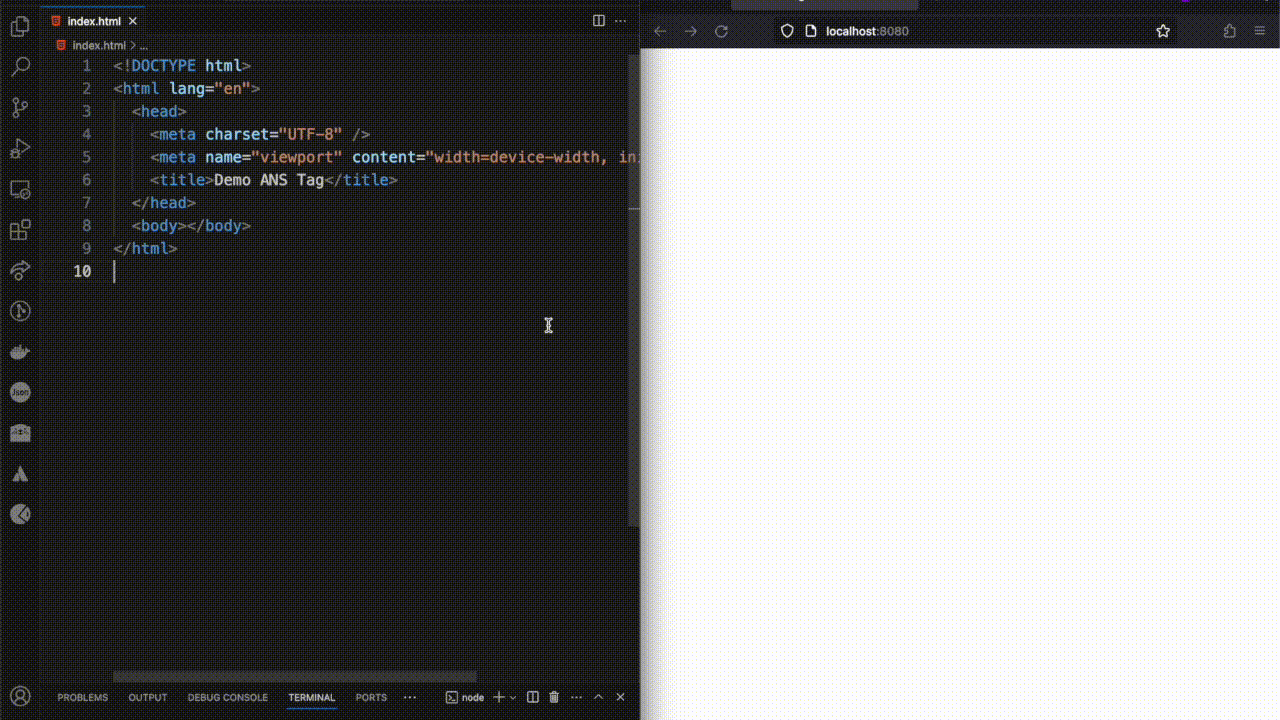 index.html
index.html > ...
1 <!DOCTYPE html>
2 <html lang="en">
3 <head>
4 <meta charset="UTF-8" />
5 <meta name="viewport" content="width=device-width, in
6 <title>Demo ANS Tag</title>
7 </head>
8 <body></body>
9 </html>
10
Json
PROBLEMS OUTPUT DEBUG CONSOLE TERMINAL PORTS ... node
localhost:8080